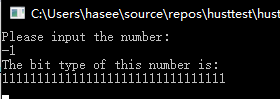 C:\Users\hasee\source\repos\husttest\hust
Please input the number:
-1
The bit type of this number is:
11111111111111111111111111111111